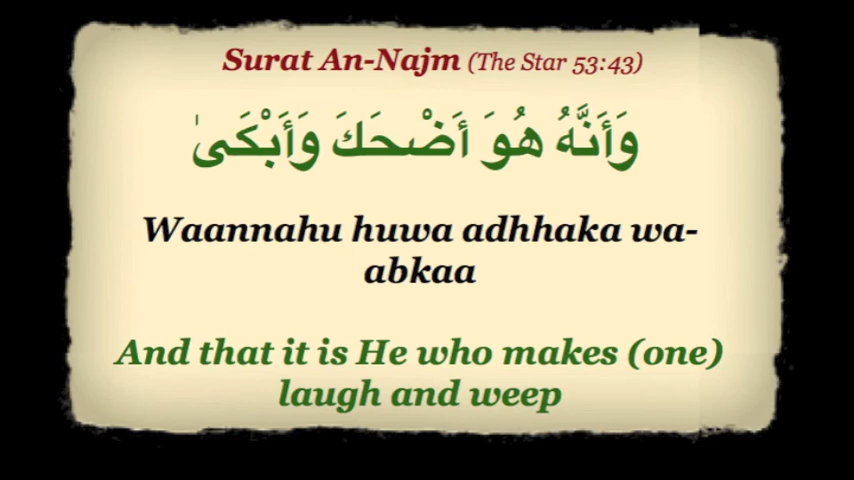 Surat An-Najm (The Star 53:43)
وَأَنَّهُ هُوَ أَضْحَكَ وَأَبْكَىٰ
Waannahu huwa adhhaka wa-
abkaa
And that it is He who makes (one)
laugh and weep